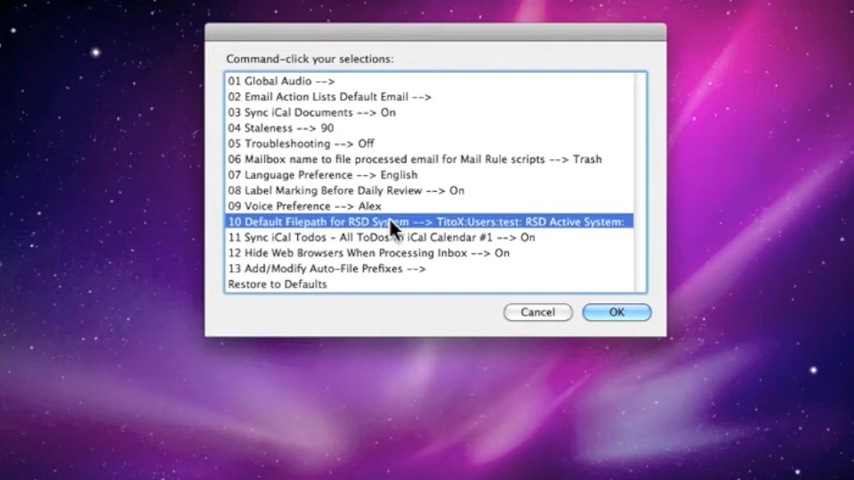 Command-click your selections:
01 Global Audio -->
02 Email Action Lists Default Email -->
03 Sync iCal Documents --> On
04 Staleness --> 90
05 Troubleshooting --> Off
06 Mailbox name to file processed email for Mail Rule scripts --> Trash
07 Language Preference --> English
08 Label Marking Before Daily Review --> On
09 Voice Preference --> Alex
10 Default Filepath for RSD System --> TitoX:Users:test: RSD Active System:
11 Sync iCal Todos - All ToDos in iCal Calendar #1 --> On
12 Hide Web Browsers When Processing Inbox --> On
13 Add/Modify Auto-File Prefixes -->
Restore to Defaults
Cancel OK